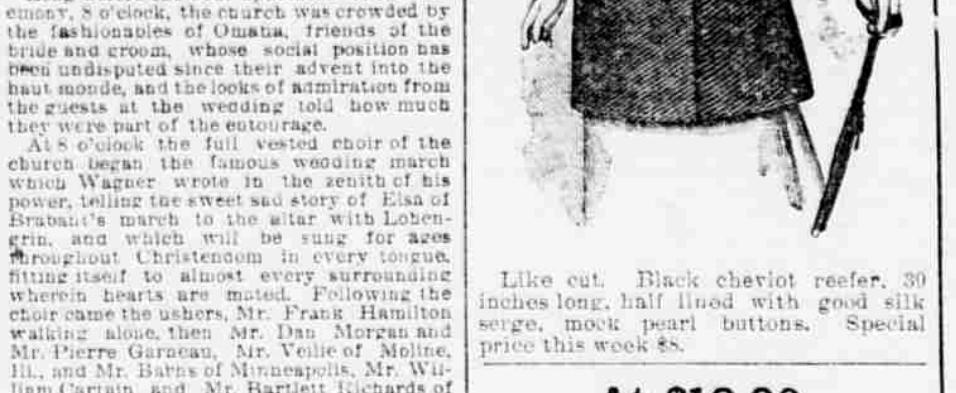 emony, 8 o'clock, the church was crowded by
the fashionables of Omaha, friends of the
bride and groom, whose social position has
been undisputed since their advent into the
haut monde, and the looks of admiration from
the guests at the wedding told how much
they were part of the entourage.
At 8 o'clock the full vested choir of the
church began the famous wedding march
which Wagner wrote in the zenith of his
power, telling the sweet sad story of Elsa of
Brabant's march to the altar with Lohen-
grin, and which will be sung for ages
throughout Christendom in every tongue,
fitting itself to almost every surrounding
wherein hearts are mated. Following the
choir came the ushers, Mr. Frank Hamilton
walking alone, then Mr. Dan Morgan and
Mr. Pierre Garneau, Mr. Veilie of Moline,
Ill., and Mr. Barns of Minneapolis, Mr. Wil-
liam Cartain and Mr. Bartlett Richards of
Like cut. Black cheviot reefer, 30
inches long, half lined with good silk
serge, mock pearl buttons. Special
price this week $8.